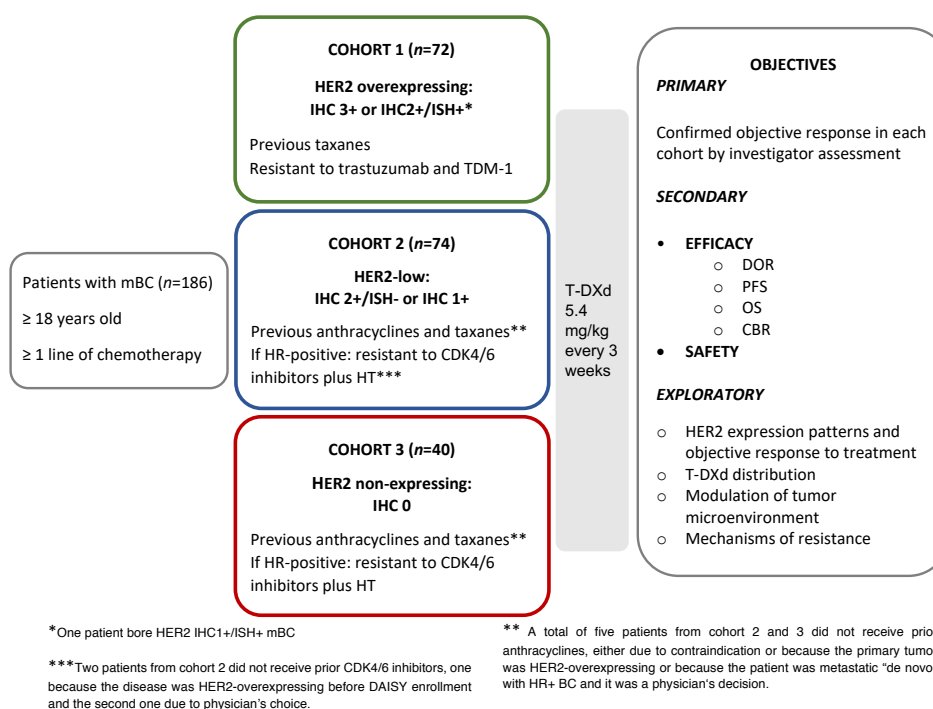 Patients with mBC (n=186)
≥ 18 years old
≥ 1 line of chemotherapy
COHORT 1 (n=72)
HER2 overexpressing:
IHC 3+ or IHC2+/ISH+*
Previous taxanes
Resistant to trastuzumab and TDM-1
COHORT 2 (n=74)
HER2-low:
IHC 2+/ISH- or IHC 1+
Previous anthracyclines and taxanes**
If HR-positive: resistant to CDK4/6
inhibitors plus HT***
COHORT 3 (n=40)
HER2 non-expressing:
IHC 0
Previous anthracyclines and taxanes**
If HR-positive: resistant to CDK4/6
inhibitors plus HT
T-DXd
5.4
mg/kg
every 3
weeks
OBJECTIVES
PRIMARY
Confirmed objective response in each
cohort by investigator assessment
SECONDARY
• EFFICACY
o DOR
o PFS
o OS
o CBR
• SAFETY
EXPLORATORY
o HER2 expression patterns and
objective response to treatment
o T-DXd distribution
o Modulation of tumor
microenvironment
o Mechanisms of resistance
*One patient bore HER2 IHC1+/ISH+ mBC
***Two patients from cohort 2 did not receive prior CDK4/6 inhibitors, one
because the disease was HER2-overexpressing before DAISY enrollment
and the second one due to physician's choice.
** A total of five patients from cohort 2 and 3 did not receive prio
anthracyclines, either due to contraindication or because the primary tumo
was HER2-overexpressing or because the patient was metastatic "de novo
with HR+ BC and it was a physician's decision.